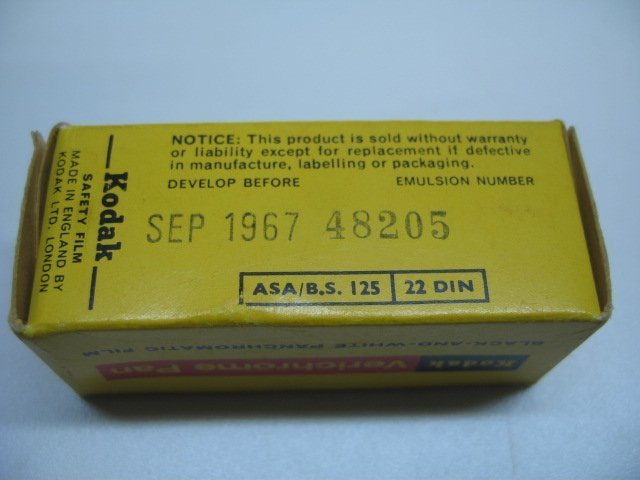 NOTICE: This product is sold without warranty
or liability except for replacement if defective
in manufacture, labelling or packaging.
DEVELOP BEFORE EMULSION NUMBER
SEP 1967 48205
ASA/B.S. 125 22 DIN
Kodak
SAFETY FILM
MADE IN ENGLAND BY
KODAK LTD. LONDON
Kodak
Verichrome Pan
BLACK-AND-WHITE PANCHROMATIC FILM